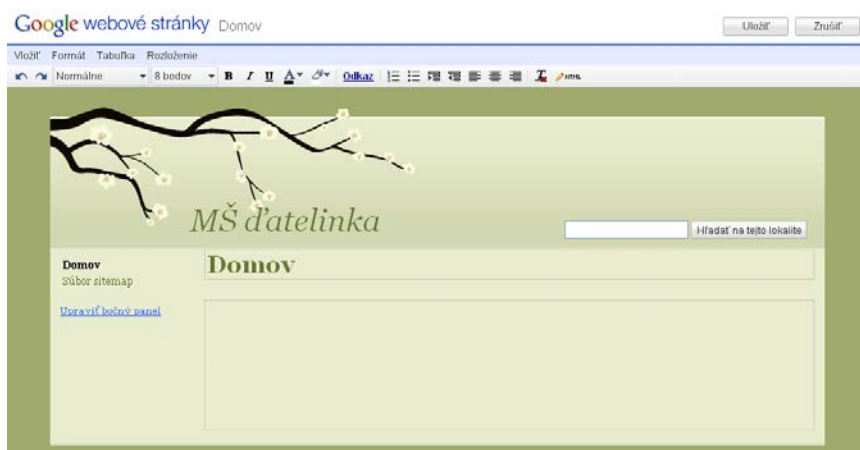 Google webové stránky Domov
Uložiť Zrušiť
Vložiť Formát Tabuľka Rozloženie
Normálne 8 bodov B I U A Odkaz T HTML
MŠ ďatelinka
Hľadať na tejto lokalite
Domov
Súbor sitemap
Upraviť bočný panel
Domov